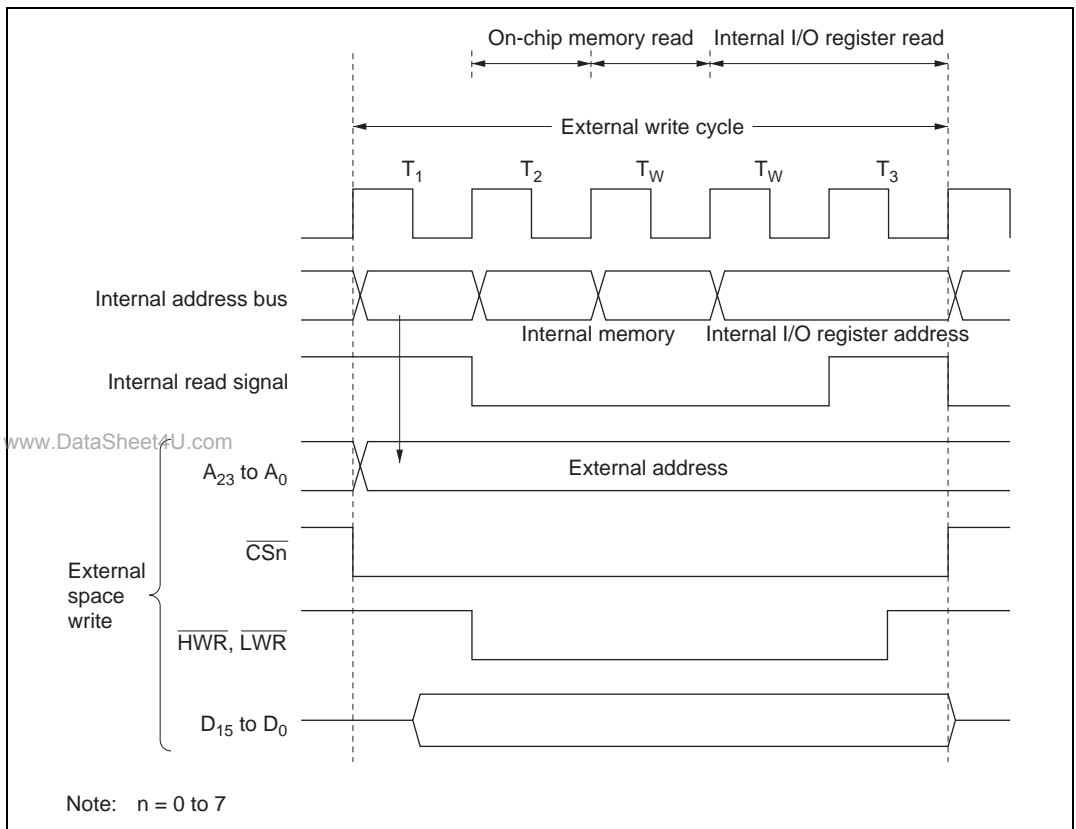 On-chip memory read Internal I/O register read
External write cycle
T1 T2 TW TW T3
Internal address bus
Internal memory Internal I/O register address
Internal read signal
www.DataSheet4U.com
A23 to A0 External address
CSn
External
space
write
HWR, LWR
D15 to D0
Note: n = 0 to 7